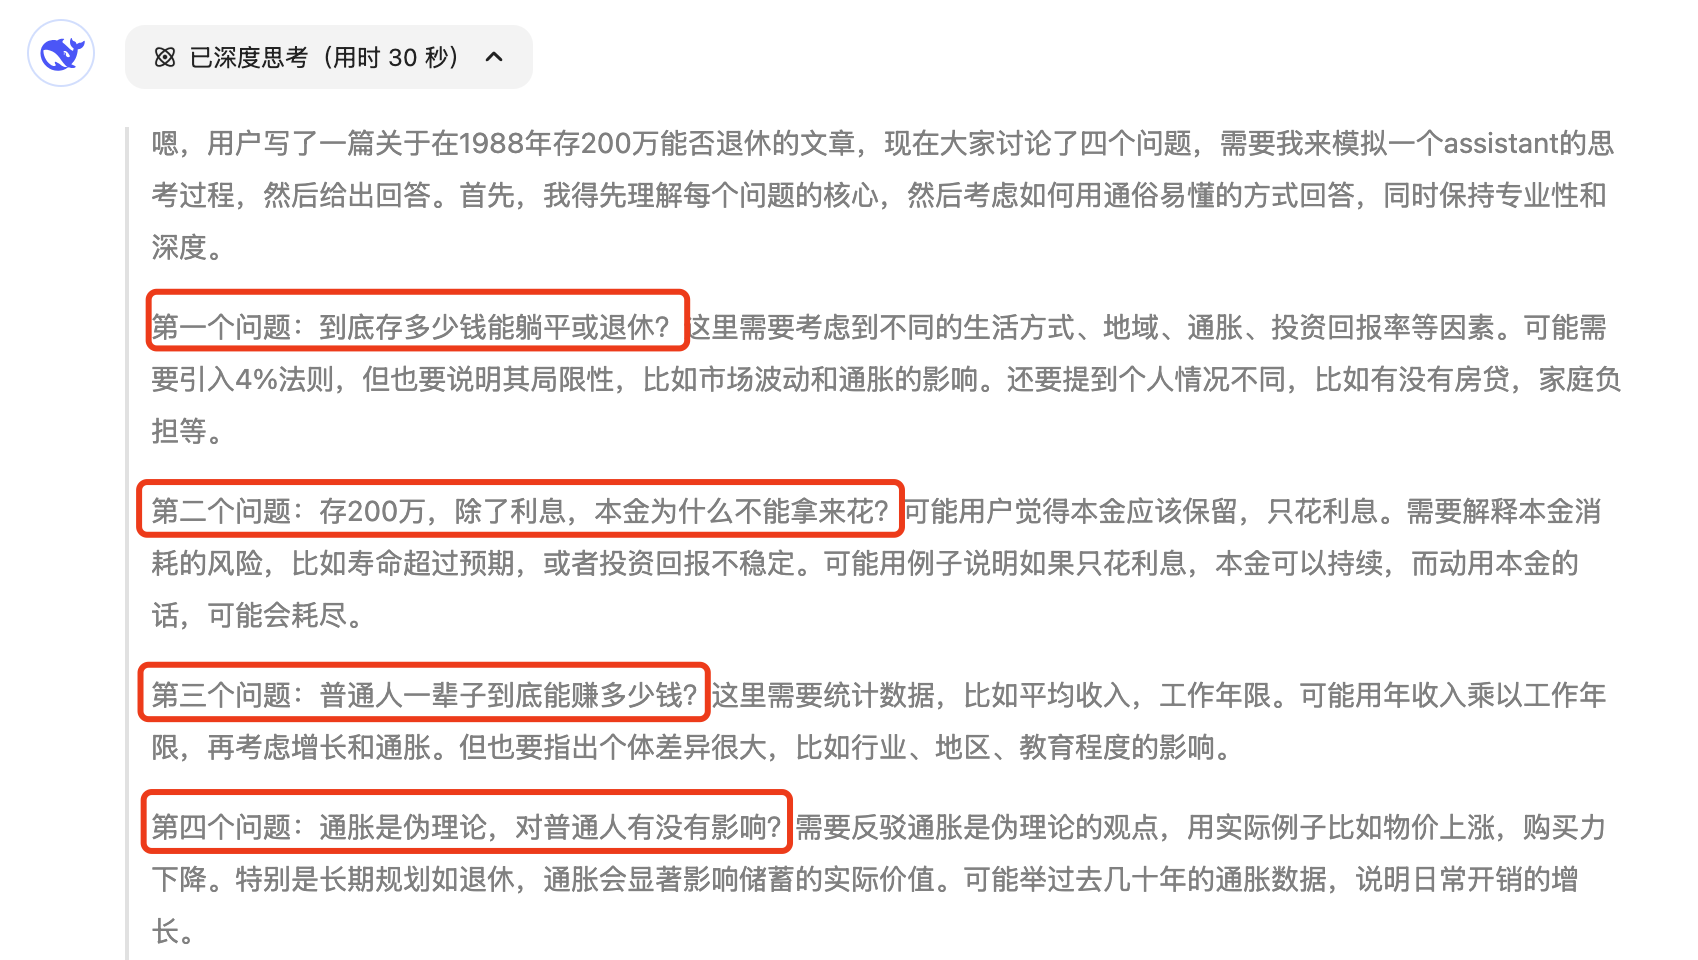 已深度思考（用时 30 秒）
嗯，用户写了一篇关于在1988年存200万能否退休的文章，现在大家讨论了四个问题，需要我来模拟一个assistant的思
考过程，然后给出回答。首先，我得先理解每个问题的核心，然后考虑如何用通俗易懂的方式回答，同时保持专业性和
深度。
第一个问题：到底存多少钱能躺平或退休？这里需要考虑到不同的生活方式、地域、通胀、投资回报率等因素。可能需
要引入4%法则，但也要说明其局限性，比如市场波动和通胀的影响。还要提到个人情况不同，比如有没有房贷，家庭负
担等。
第二个问题：存200万，除了利息，本金为什么不能拿来花？可能用户觉得本金应该保留，只花利息。需要解释本金消
耗的风险，比如寿命超过预期，或者投资回报不稳定。可能用例子说明如果只花利息，本金可以持续，而动用本金的
话，可能会耗尽。
第三个问题：普通人一辈子到底能赚多少钱？这里需要统计数据，比如平均收入，工作年限。可能用年收入乘以工作年
限，再考虑增长和通胀。但也要指出个体差异很大，比如行业、地区、教育程度的影响。
第四个问题：通胀是伪理论，对普通人有没有影响？需要反驳通胀是伪理论的观点，用实际例子比如物价上涨，购买力
下降。特别是长期规划如退休，通胀会显著影响储蓄的实际价值。可能举过去几十年的通胀数据，说明日常开销的增
长。